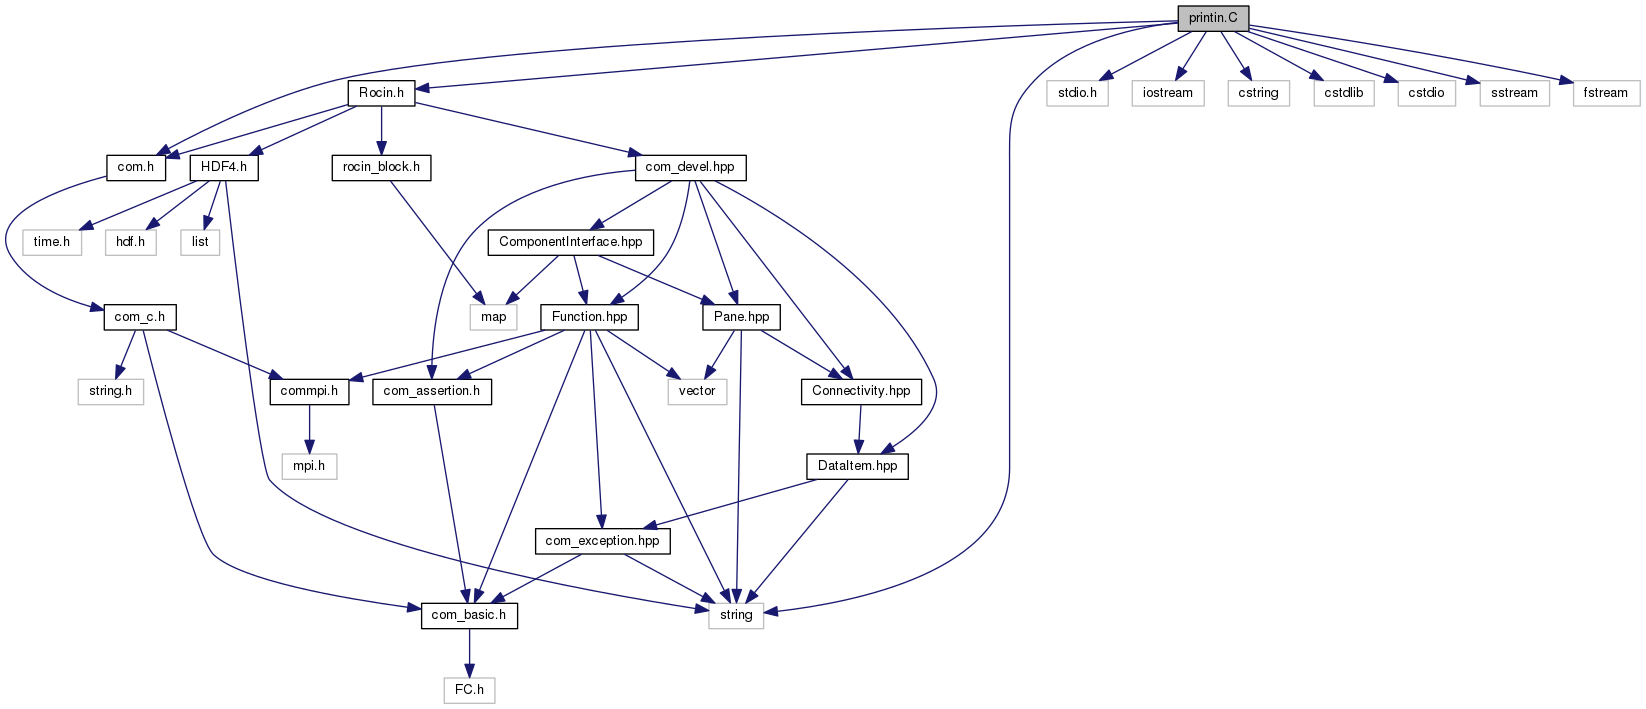 printin.C
Rocin.h
stdio.h
iostream
cstring
cstdlib
cstdio
sstream
fstream
com.h
HDF4.h
rocin_block.h
com_devel.hpp
time.h
hdf.h
list
ComponentInterface.hpp
com_c.h
map
Function.hpp
Pane.hpp
string.h
commpi.h
com_assertion.h
vector
Connectivity.hpp
mpi.h
DataItem.hpp
com_exception.hpp
com_basic.h
string
FC.h